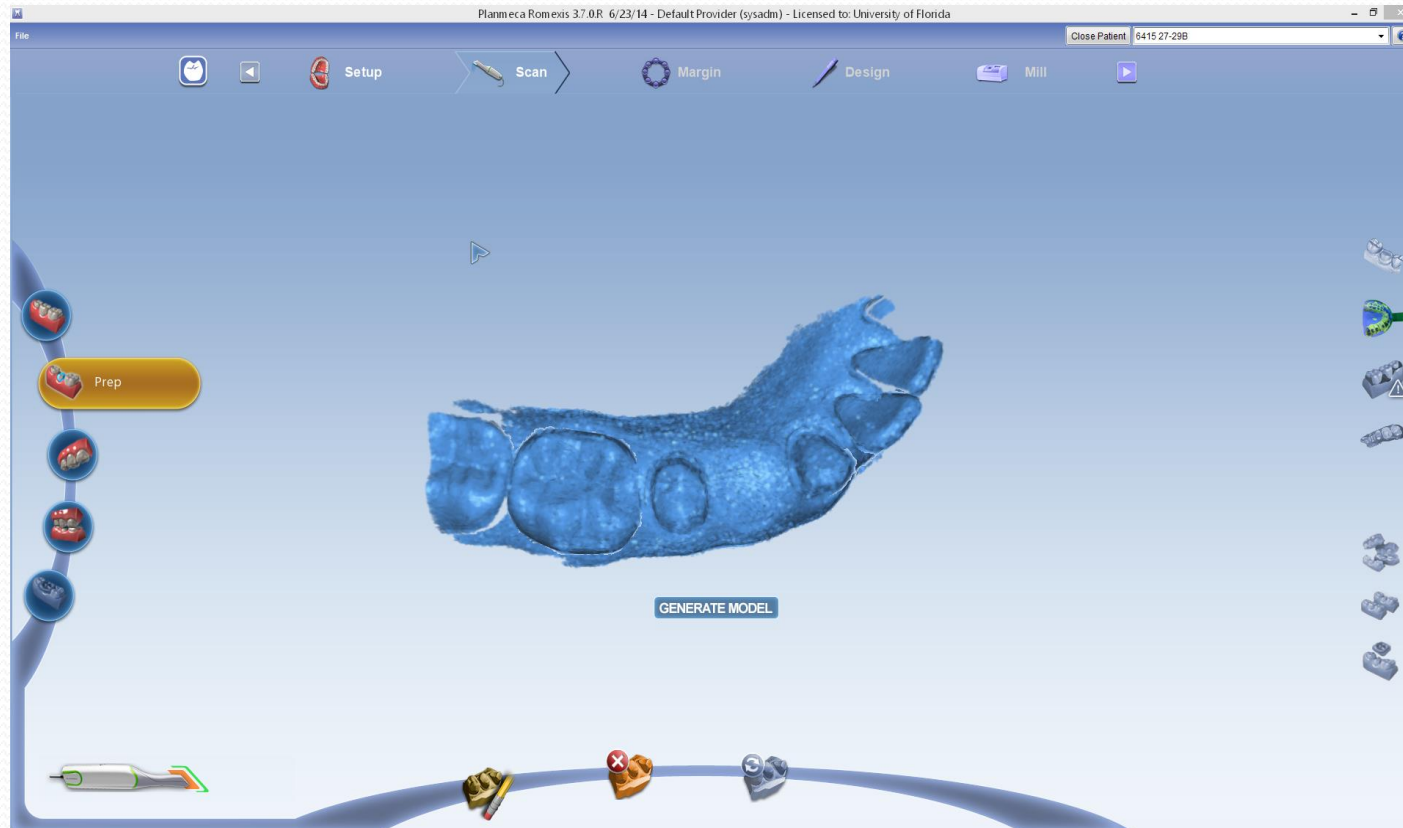 Planmeca Romexis 3.7.0.R 6/23/14 - Default Provider (sysadm) - Licensed to: University of Florida
File
Close Patient
6415 27-29B
Setup
Scan
Margin
Design
Mill
Prep
GENERATE MODEL